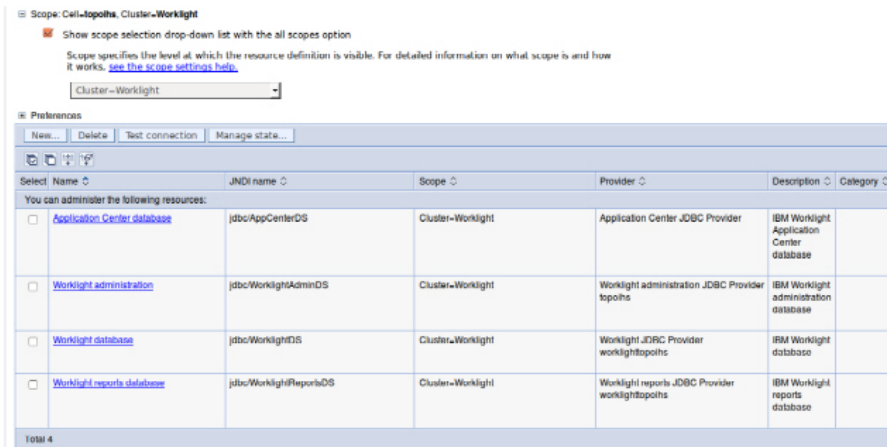 Scope: Cell=topoihs, Cluster=Worklight
Show scope selection drop-down list with the all scopes option
Scope specifies the level at which the resource definition is visible. For detailed information on what scope is and how
it works, see the scope settings help.
Cluster=Worklight
Preferences
New... Delete Test connection Manage state...
Select Name JNDI name Scope Provider Description Category
You can administer the following resources:
Application Center database jdbc/AppCenterDS Cluster=Worklight Application Center JDBC Provider IBM Worklight
Application
Center
database
Worklight administration jdbc/WorklightAdminDS Cluster=Worklight Worklight administration JDBC Provider IBM Worklight
topoihs administration
database
Worklight database jdbc/WorklightDS Cluster=Worklight Worklight JDBC Provider IBM Worklight
worklighttopoihs database
Worklight reports database jdbc/WorklightReportsDS Cluster=Worklight Worklight reports JDBC Provider IBM Worklight
worklighttopoihs reports
database
Total 4